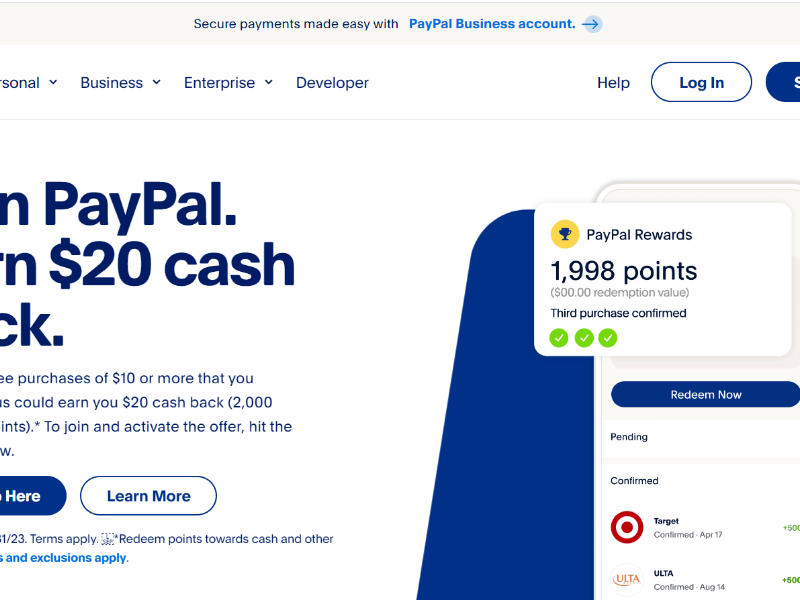 Secure payments made easy with PayPal Business account.
rsonal Business Enterprise Developer Help Log In S
n PayPal.
rn $20 cash
ck.
ee purchases of $10 or more that you
us could earn you $20 cash back (2,000
ints).* To join and activate the offer, hit the
w.
Here Learn More
31/23. Terms apply. *Redeem points towards cash and other
s and exclusions apply.
PayPal Rewards
1,998 points
($00.00 redemption value)
Third purchase confirmed
Redeem Now
Pending
Confirmed
Target
Confirmed · Apr 17
+500
ULTA
ULTA
Confirmed · Aug 14
+500